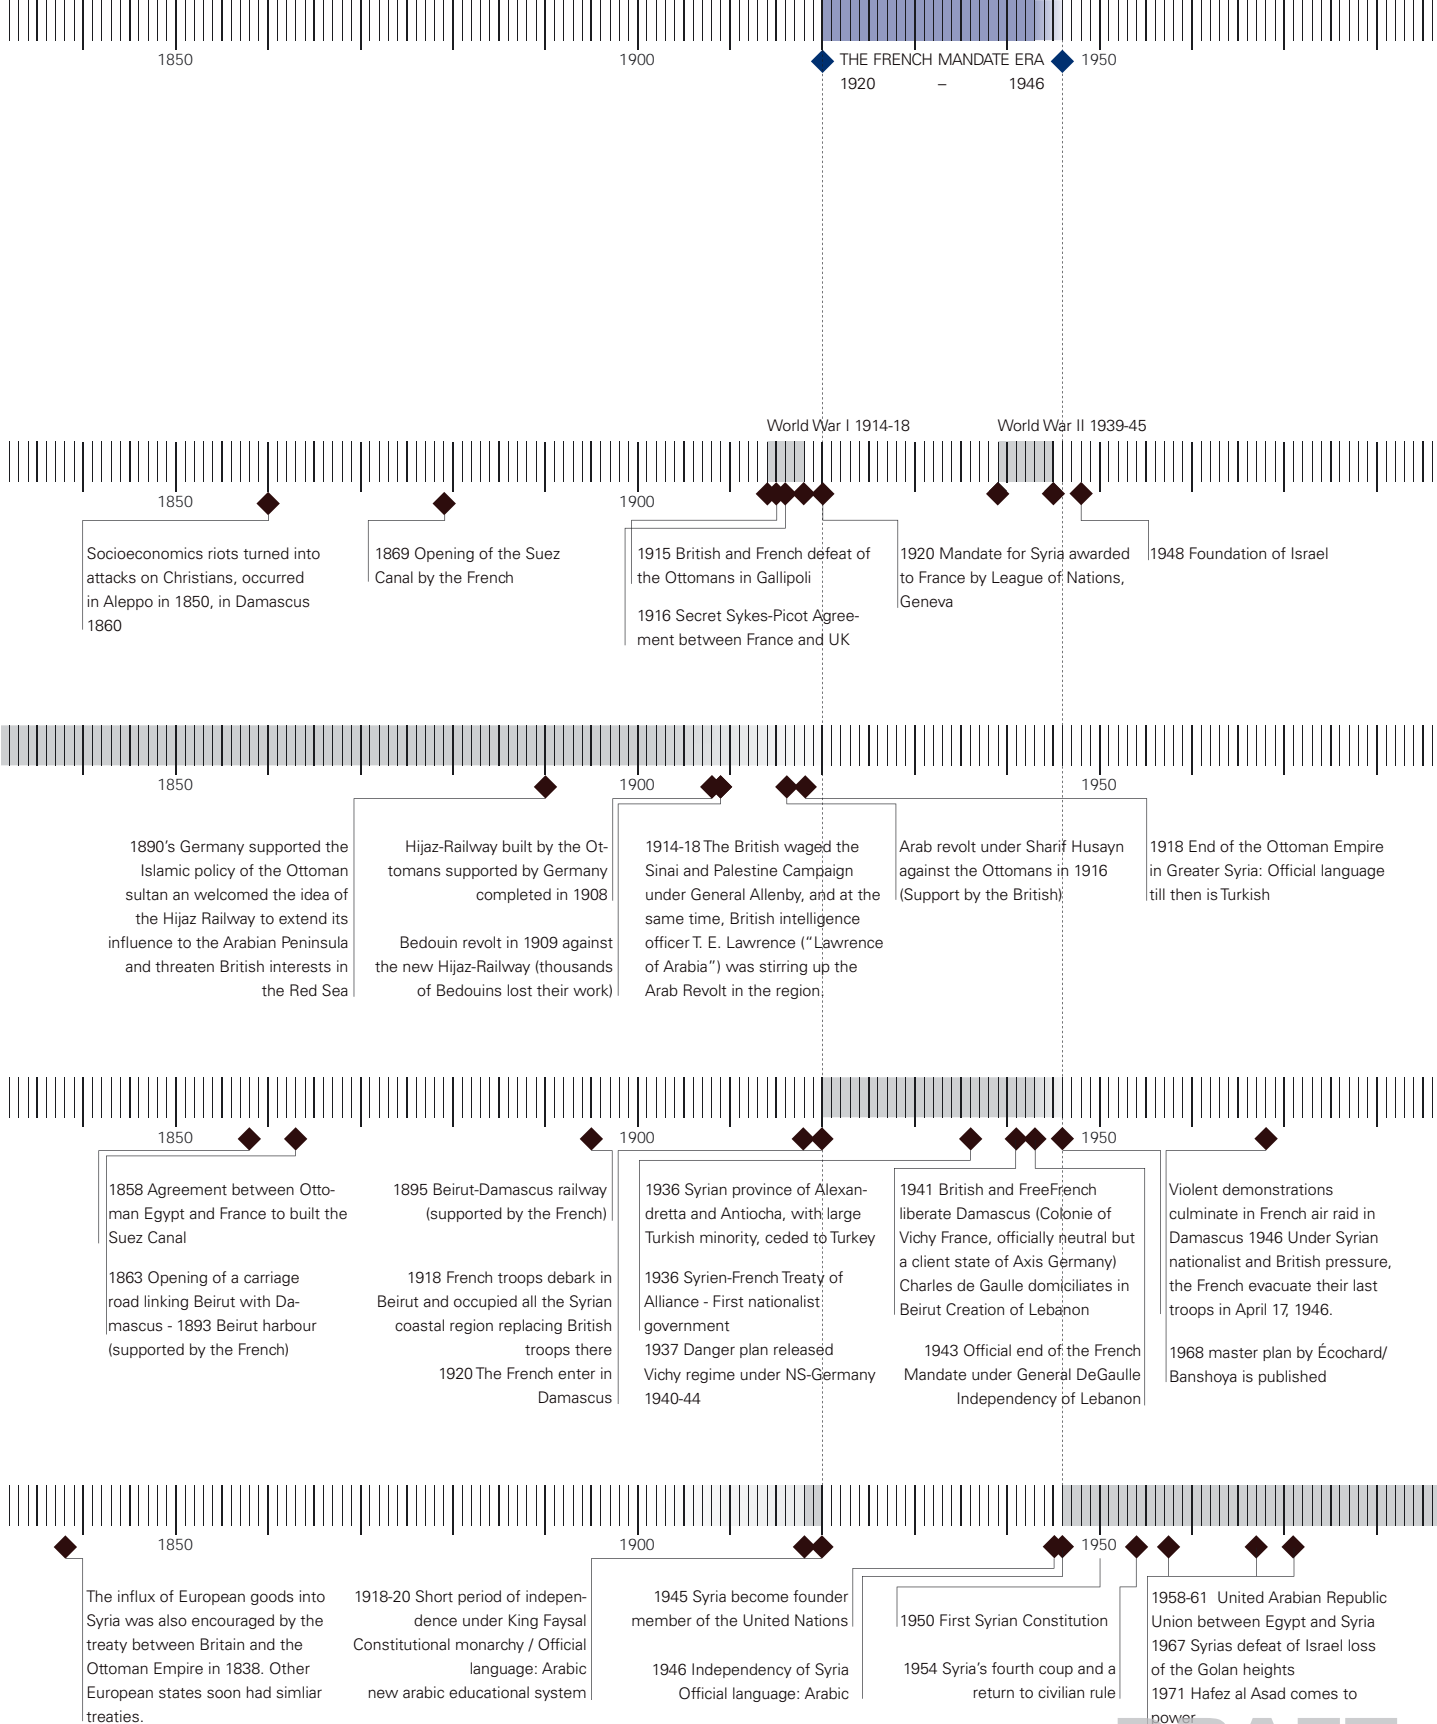 1850
1900
THE FRENCH MANDATE ERA
1950
1920 – 1946
World War I 1914-18
World War II 1939-45
1850
1900
Socioeconomics riots turned into
attacks on Christians, occurred
in Aleppo in 1850, in Damascus
1860
1869 Opening of the Suez
Canal by the French
1915 British and French defeat of
the Ottomans in Gallipoli
1916 Secret Sykes-Picot Agree-
ment between France and UK
1920 Mandate for Syria awarded
to France by League of Nations,
Geneva
1948 Foundation of Israel
1850
1900
1950
1890's Germany supported the
Islamic policy of the Ottoman
sultan an welcomed the idea of
the Hijaz Railway to extend its
influence to the Arabian Peninsula
and threaten British interests in
the Red Sea
Hijaz-Railway built by the Ot-
tomans supported by Germany
completed in 1908
Bedouin revolt in 1909 against
the new Hijaz-Railway (thousands
of Bedouins lost their work)
1914-18 The British waged the
Sinai and Palestine Campaign
under General Allenby, and at the
same time, British intelligence
officer T. E. Lawrence (“Lawrence
of Arabia”) was stirring up the
Arab Revolt in the region.
Arab revolt under Sharif Husayn
against the Ottomans in 1916
(Support by the British)
1918 End of the Ottoman Empire
in Greater Syria: Official language
till then is Turkish
1850
1900
1950
1858 Agreement between Otto-
man Egypt and France to built the
Suez Canal
1863 Opening of a carriage
road linking Beirut with Da-
mascus - 1893 Beirut harbour
(supported by the French)
1895 Beirut-Damascus railway
(supported by the French)
1918 French troops debark in
Beirut and occupied all the Syrian
coastal region replacing British
troops there
1920 The French enter in
Damascus
1936 Syrian province of Alexan-
dretta and Antiocha, with large
Turkish minority, ceded to Turkey
1936 Syrien-French Treaty of
Alliance - First nationalist
government
1937 Danger plan released
Vichy regime under NS-Germany
1940-44
1941 British and FreeFrench
liberate Damascus (Colonie of
Vichy France, officially neutral but
a client state of Axis Germany)
Charles de Gaulle domiciliates in
Beirut Creation of Lebanon
1943 Official end of the French
Mandate under General DeGaulle
Independency of Lebanon
Violent demonstrations
culminate in French air raid in
Damascus 1946 Under Syrian
nationalist and British pressure,
the French evacuate their last
troops in April 17, 1946.
1968 master plan by Écochard/
Banshoya is published
1850
1900
1950
The influx of European goods into
Syria was also encouraged by the
treaty between Britain and the
Ottoman Empire in 1838. Other
European states soon had simliar
treaties.
1918-20 Short period of indepen-
dence under King Faysal
Constitutional monarchy / Official
language: Arabic
new arabic educational system
1945 Syria become founder
member of the United Nations
1946 Independency of Syria
Official language: Arabic
1950 First Syrian Constitution
1954 Syria's fourth coup and a
return to civilian rule
1958-61 United Arabian Republic
Union between Egypt and Syria
1967 Syrias defeat of Israel loss
of the Golan heights
1971 Hafez al Asad comes to
power